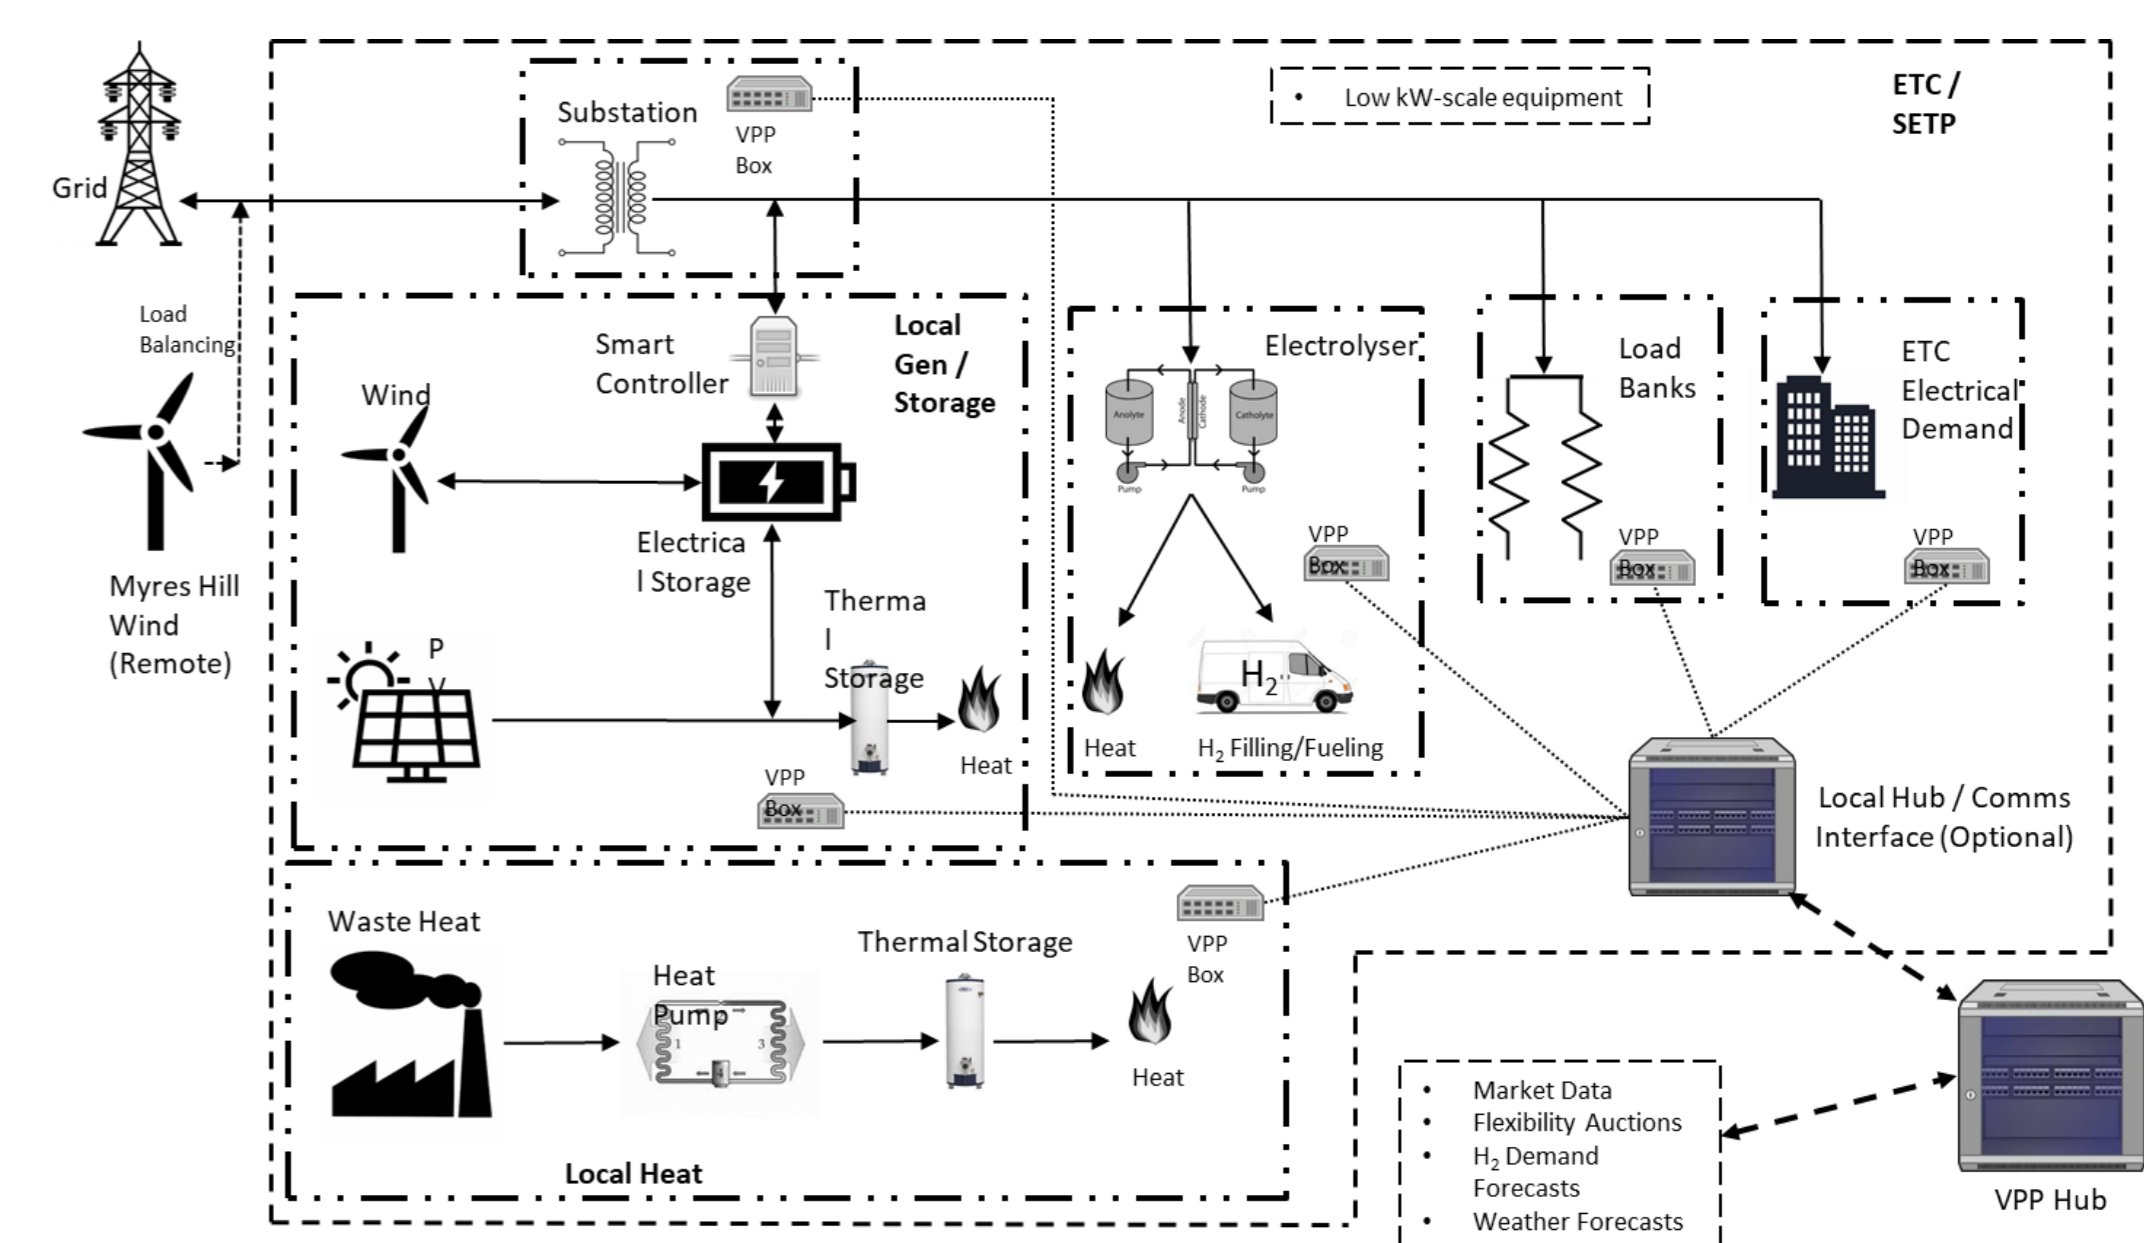 ETC /
SETP
• Low kW-scale equipment
Substation
VPP
Box
Grid
Load
Balancing
Myres Hill
Wind
(Remote)
Local
Gen /
Storage
Smart
Controller
Wind
Electrica
l Storage
Therma
l
Storage
P
V
Heat
VPP
Box
Electrolyser
Anolyte
Anode
Cathode
Catholyte
Pump
Pump
VPP
Box
H2
Heat
H2 Filling/Fueling
Load
Banks
VPP
Box
ETC
Electrical
Demand
VPP
Box
Local Hub / Comms
Interface (Optional)
Waste Heat
Heat
Pump
1
3
4
Thermal Storage
Heat
VPP
Box
Local Heat
• Market Data
• Flexibility Auctions
• H2 Demand
Forecasts
• Weather Forecasts
VPP Hub